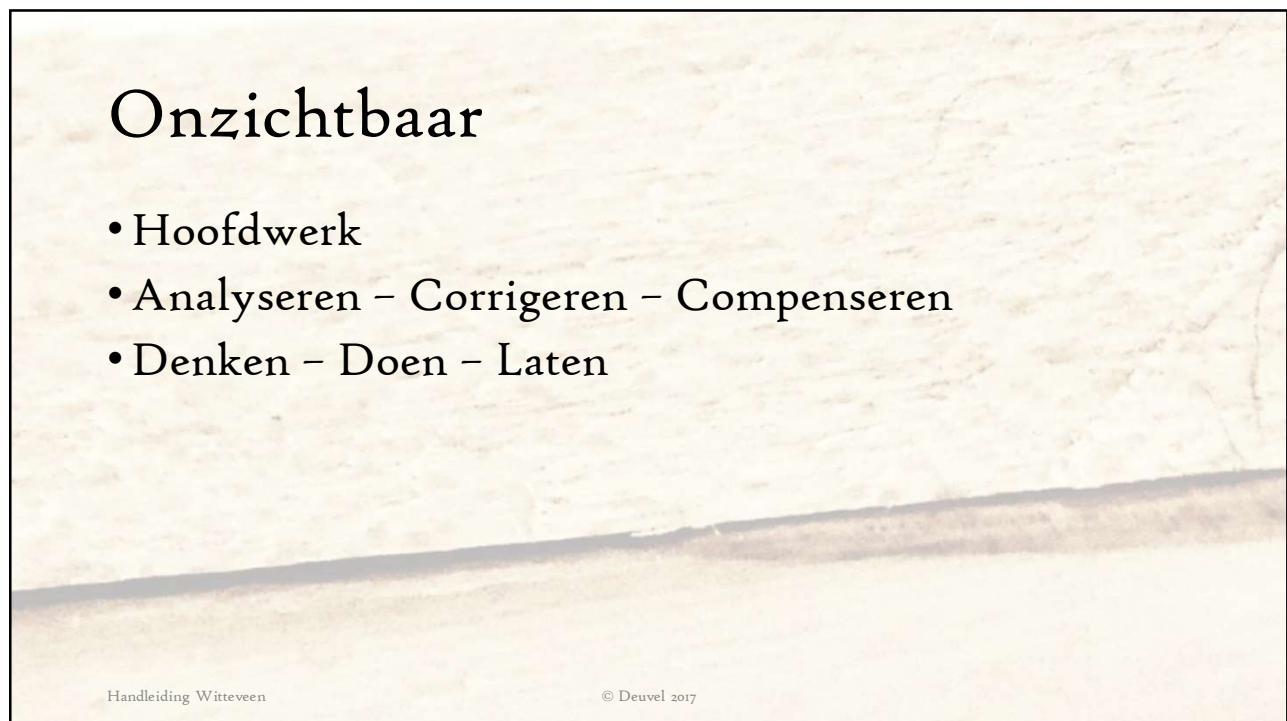 Onzichtbaar
• Hoofdwerk
• Analyseren – Corrigeren – Compenseren
• Denken – Doen – Laten
Handleiding Witteveen
© Deuvel 2017